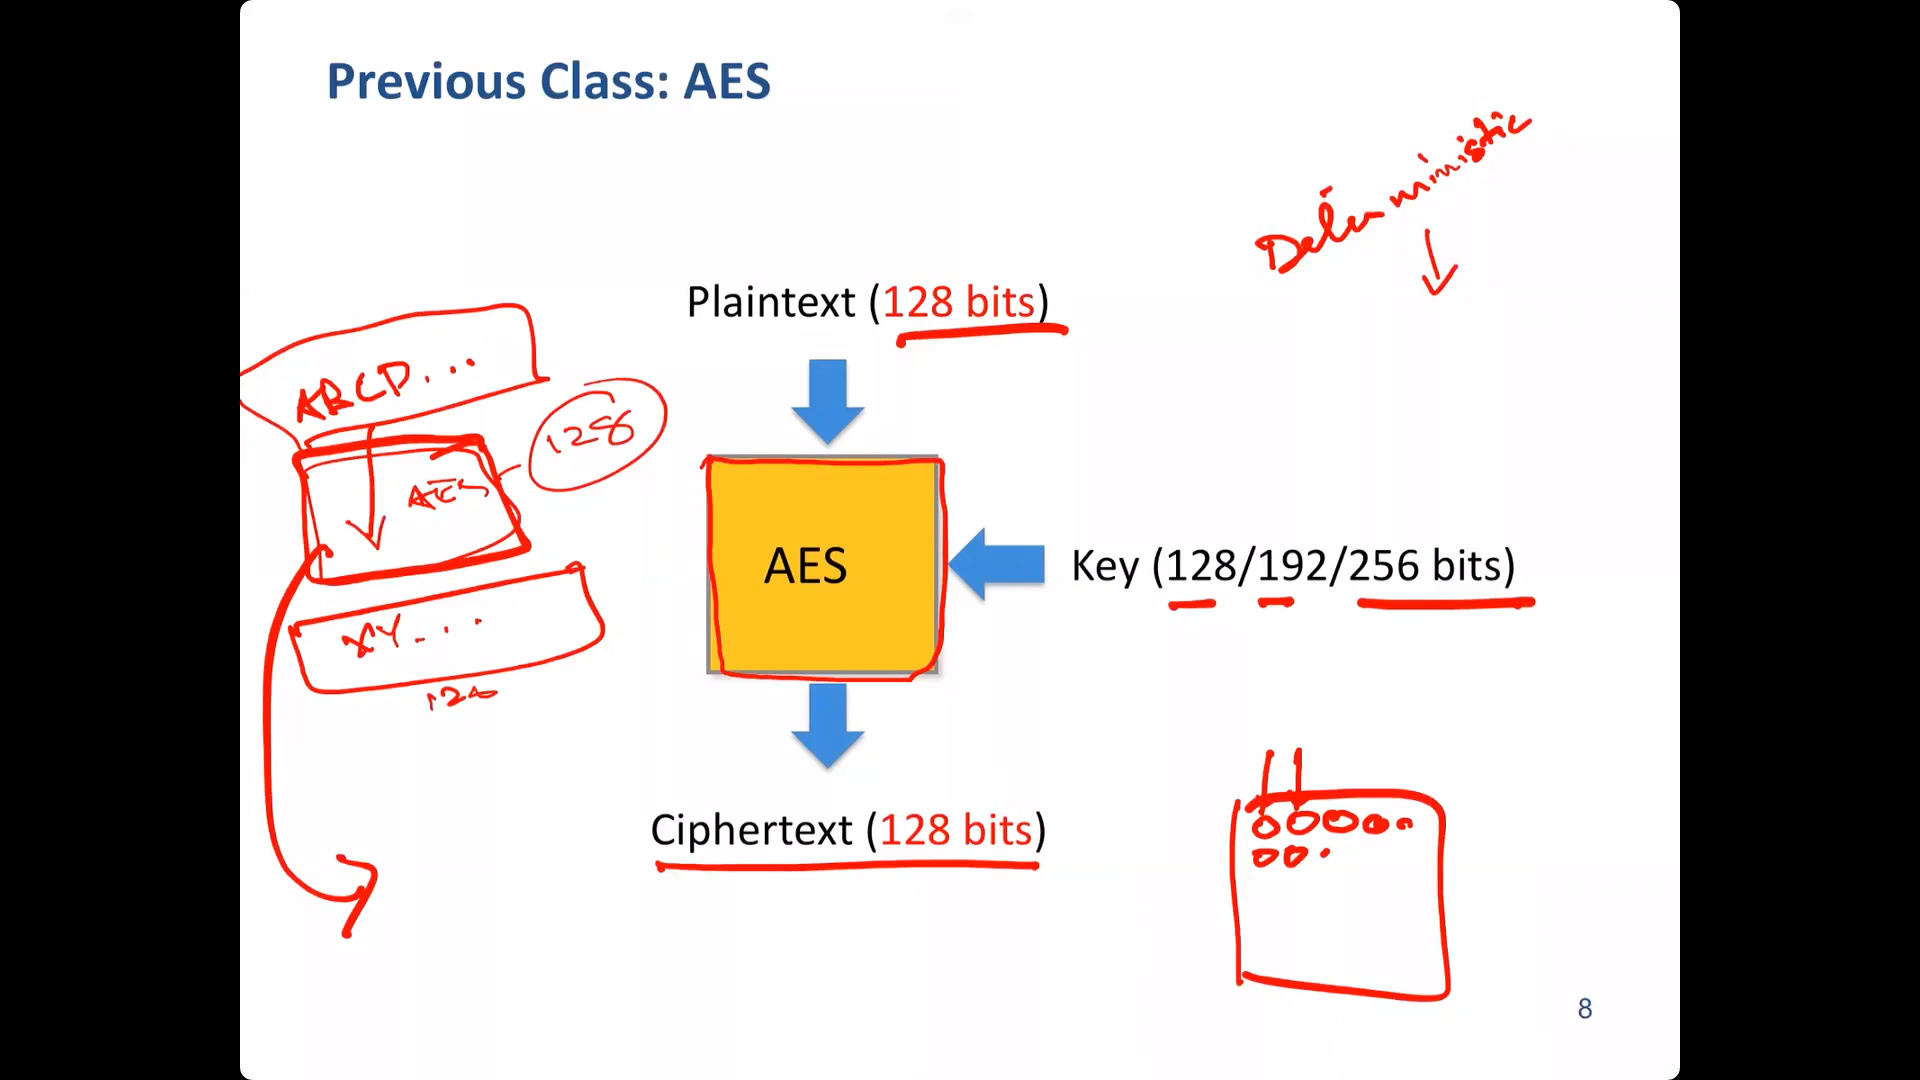 Previous Class: AES
Deterministic
Plaintext (128 bits)
ABCD...
128
AES
AES
Key (128/192/256 bits)
XY...
128
Ciphertext (128 bits)
8